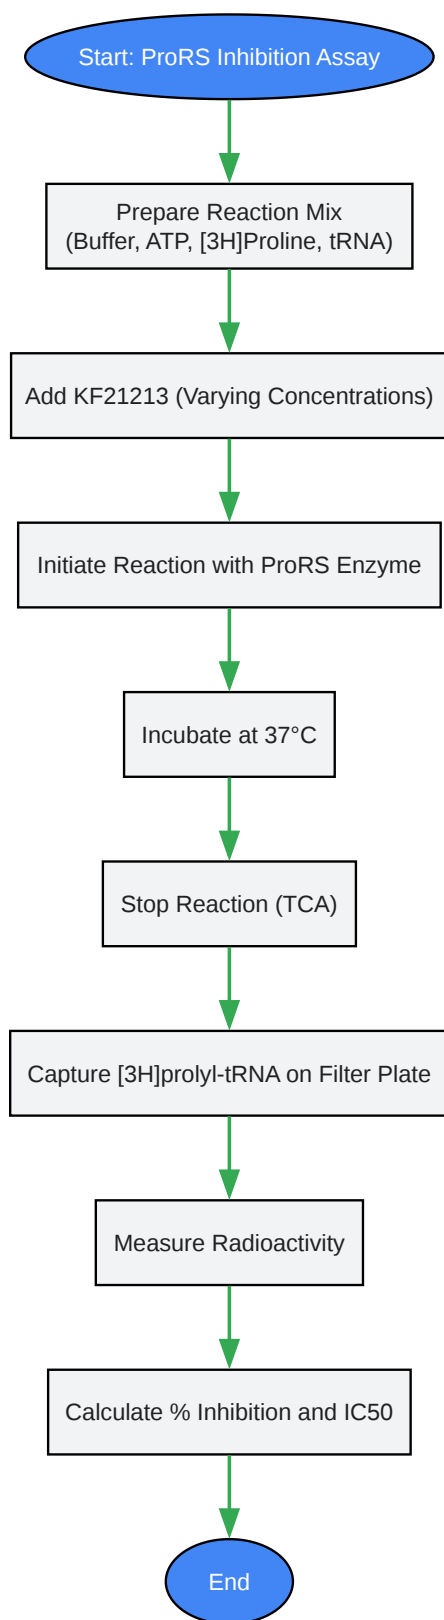 Start: ProRS Inhibition Assay
Prepare Reaction Mix
(Buffer, ATP, [3H]Proline, tRNA)
Add KF21213 (Varying Concentrations)
Initiate Reaction with ProRS Enzyme
Incubate at 37°C
Stop Reaction (TCA)
Capture [3H]prolyl-tRNA on Filter Plate
Measure Radioactivity
Calculate % Inhibition and IC50
End